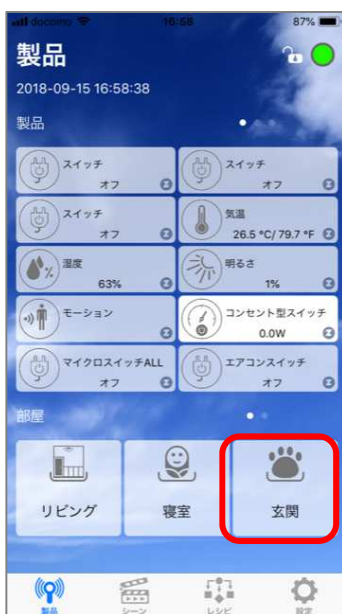 docomo 16:58 87%
製品
2018-09-15 16:58:38
製品
スイッチ スイッチ
オフ オフ
スイッチ 気温
オフ 26.5 °C/ 79.7 °F
湿度 明るさ
63% 1%
モーション コンセント型スイッチ
0.0W
マイクロスイッチALL エアコンスイッチ
オフ オフ
部屋
リビング 寝室 玄関
製品 シーン レシピ 設定